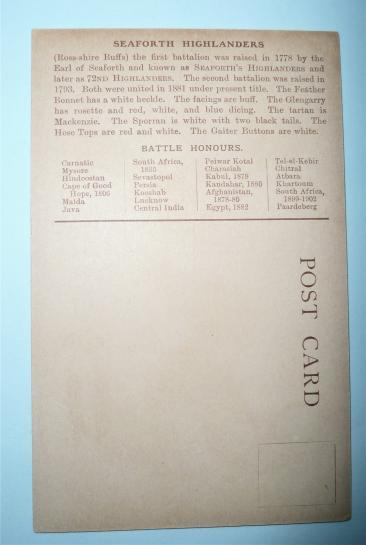 SEAFORTH HIGHLANDERS
(Ross-shire Buffs) the first battalion was raised in 1778 by the
Earl of Seaforth and known as SEAFORTH'S HIGHLANDERS and
later as 72ND HIGHLANDERS. The second battalion was raised in
1793. Both were united in 1881 under present title. The Feather
Bonnet has a white heckle. The facings are buff. The Glengarry
has rosette and red, white, and blue dicing. The tartan is
Mackenzie. The Sporran is white with two black tails. The
Hose Tops are red and white. The Gaiter Buttons are white.
BATTLE HONOURS.
Carnatic
Mysore
Hindoostan
Cape of Good
Hope, 1806
Maida
Java
South Africa,
1835
Sevastopol
Persia
Kooshab
Lucknow
Central India
Peiwar Kotal
Charasiah
Kabul, 1879
Kandahar, 1880
Afghanistan,
1878-80
Egypt, 1882
Tel-el-Kebir
Chitral
Atbara
Khartoum
South Africa,
1899-1902
Paardeberg
POST CARD